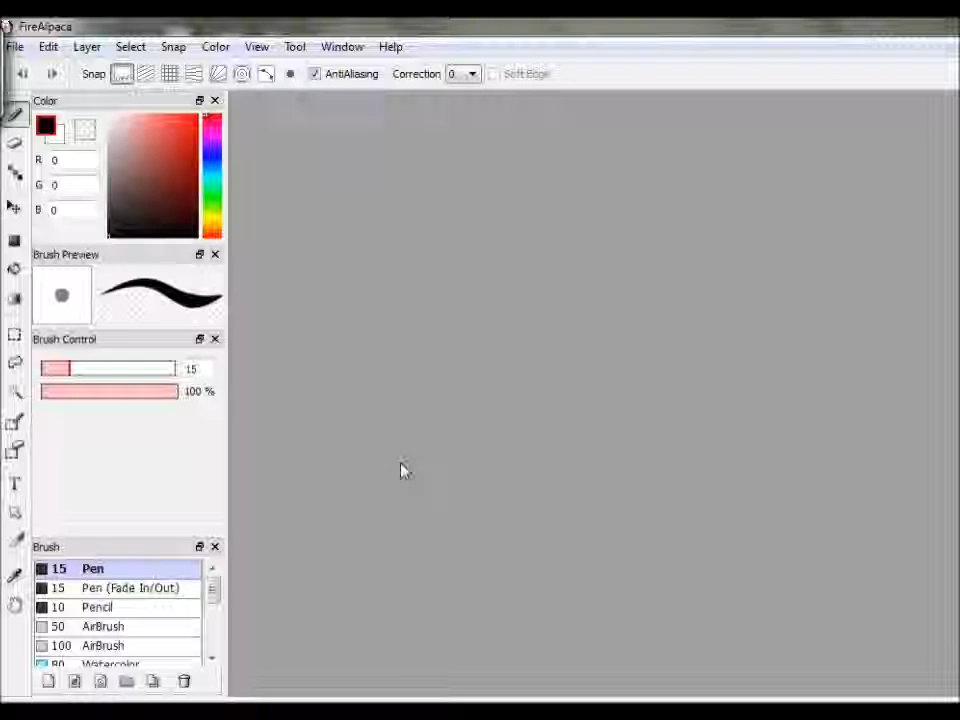 FireAlpaca
File Edit Layer Select Snap Color View Tool Window Help
Snap AntiAliasing Correction 0 Soft Edge
Color
R 0
G 0
B 0
Brush Preview
Brush Control
15
100 %
Brush
15 Pen
15 Pen (Fade In/Out)
10 Pencil
50 AirBrush
100 AirBrush
80 Watercolor
T